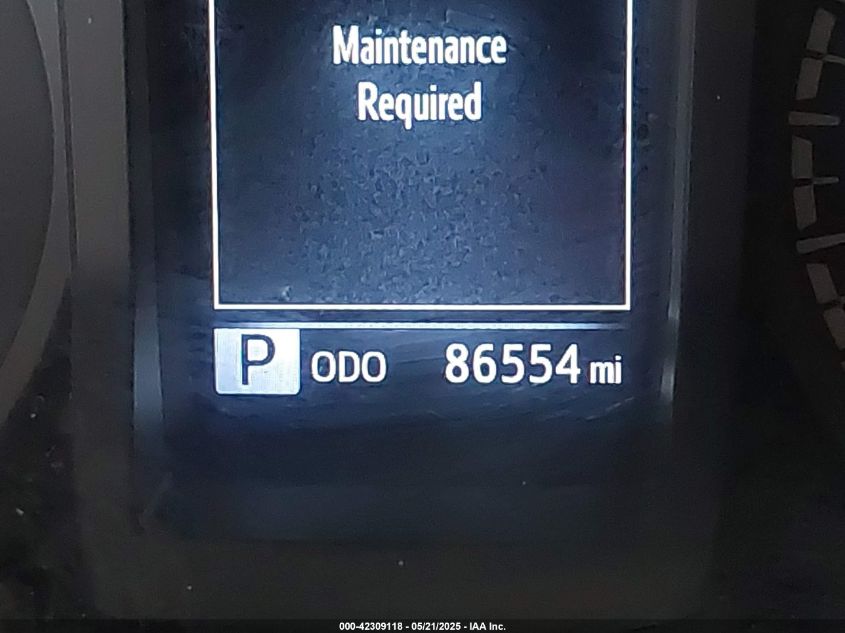 Maintenance
Required
P ODO 86554 mi
000-42309118 - 05/21/2025 - IAA Inc.